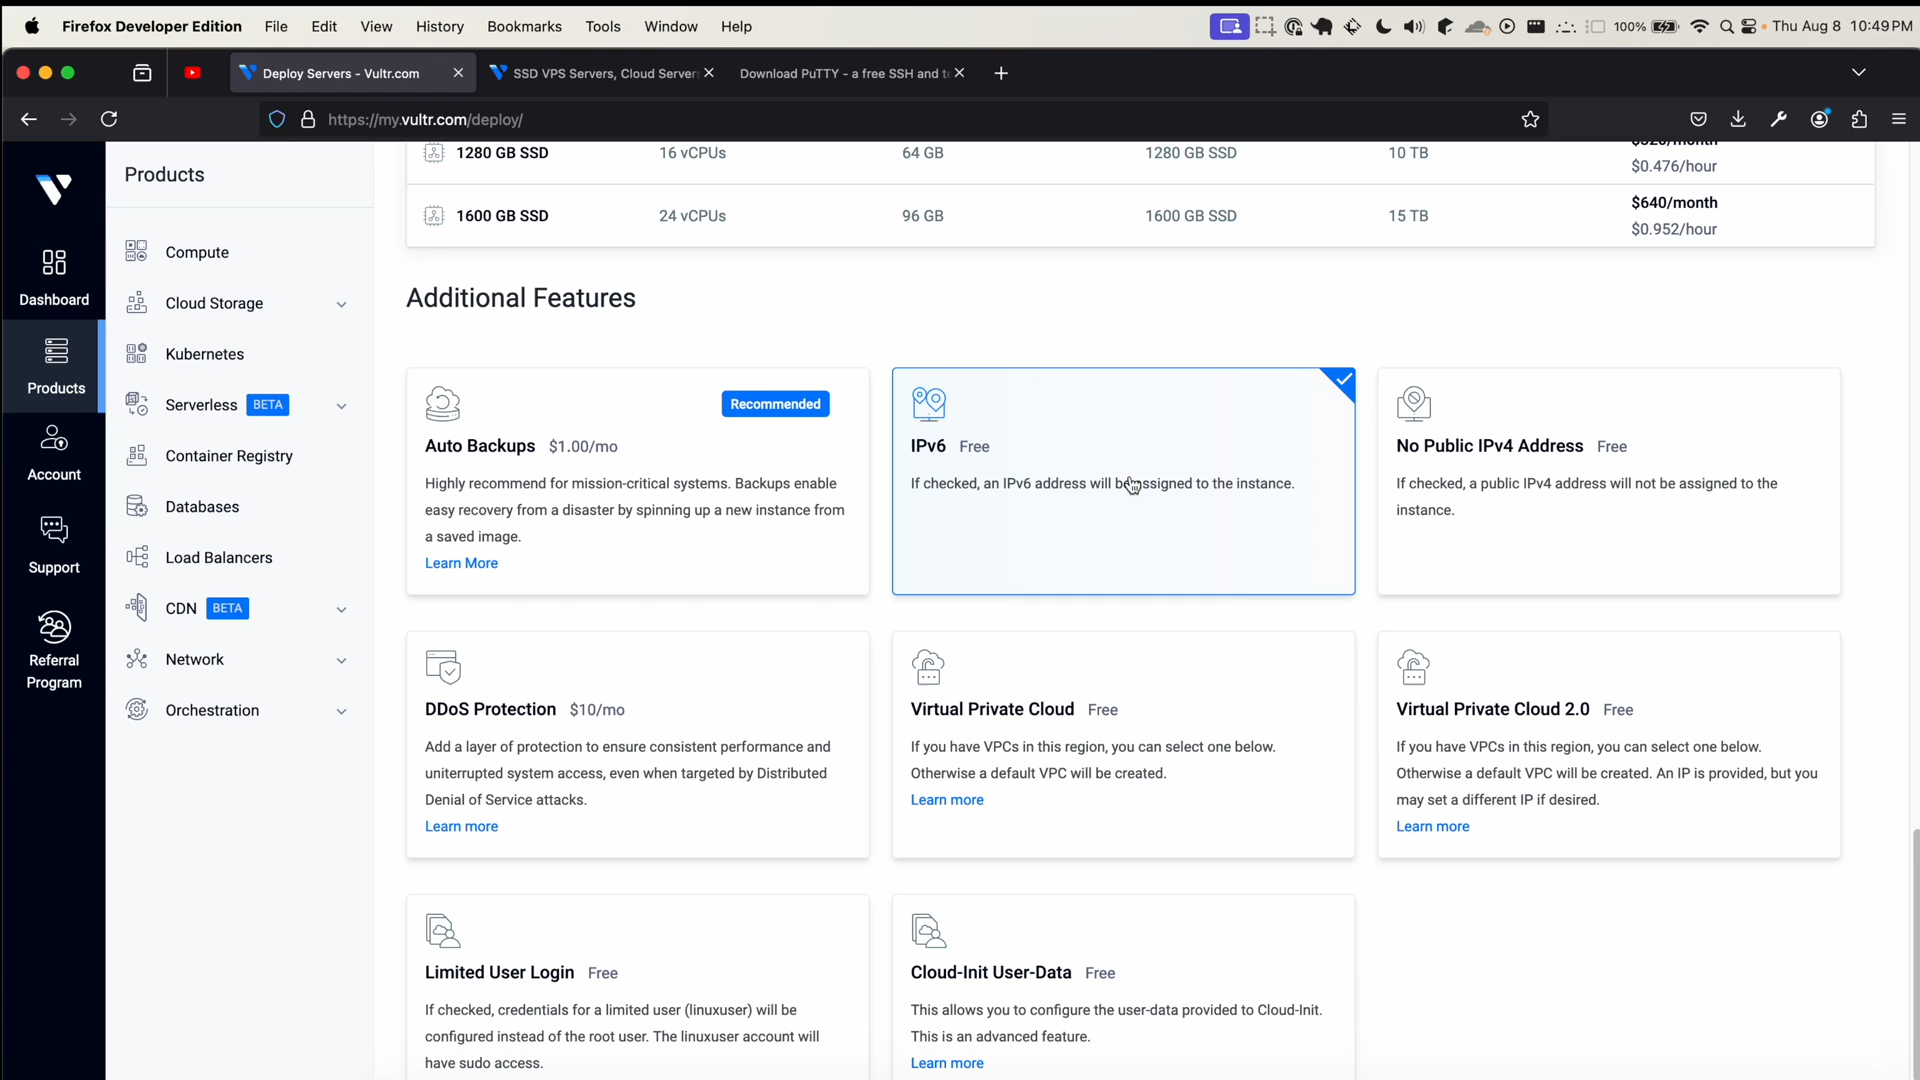 Firefox Developer Edition File Edit View History Bookmarks Tools Window Help 100% Thu Aug 8 10:49 PM
Deploy Servers - Vultr.com SSD VPS Servers, Cloud Server Download PuTTY - a free SSH and te
https://my.vultr.com/deploy/
Dashboard
Products
Account
Support
Referral
Program
Products
Compute
Cloud Storage
Kubernetes
Serverless BETA
Container Registry
Databases
Load Balancers
CDN BETA
Network
Orchestration
1280 GB SSD 16 vCPUs 64 GB 1280 GB SSD 10 TB
$0.476/hour
1600 GB SSD 24 vCPUs 96 GB 1600 GB SSD 15 TB $640/month
$0.952/hour
Additional Features
Recommended
Auto Backups $1.00/mo
Highly recommend for mission-critical systems. Backups enable
easy recovery from a disaster by spinning up a new instance from
a saved image.
Learn More
IPv6 Free
If checked, an IPv6 address will be assigned to the instance.
No Public IPv4 Address Free
If checked, a public IPv4 address will not be assigned to the
instance.
DDoS Protection $10/mo
Add a layer of protection to ensure consistent performance and
uniterrupted system access, even when targeted by Distributed
Denial of Service attacks.
Learn more
Virtual Private Cloud Free
If you have VPCs in this region, you can select one below.
Otherwise a default VPC will be created.
Learn more
Virtual Private Cloud 2.0 Free
If you have VPCs in this region, you can select one below.
Otherwise a default VPC will be created. An IP is provided, but you
may set a different IP if desired.
Learn more
Limited User Login Free
If checked, credentials for a limited user (linuxuser) will be
configured instead of the root user. The linuxuser account will
have sudo access.
Cloud-Init User-Data Free
This allows you to configure the user-data provided to Cloud-Init.
This is an advanced feature.
Learn more